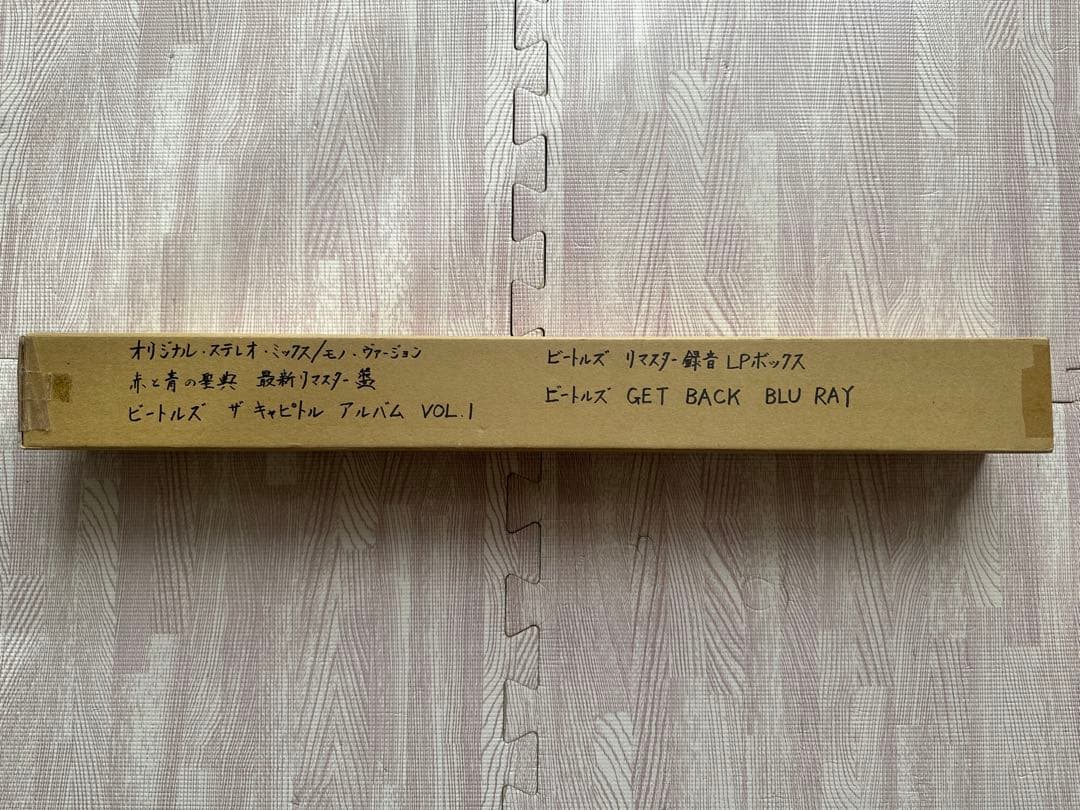 オリジナル・ステレオ・ミックス/モノ・ヴァージョン
赤と青の聖典 最新リマスター盤
ビートルズ ザ キャピトル アルバム VOL.1
ビートルズ リマスター録音 LPボックス
ビートルズ GET BACK BLU RAY